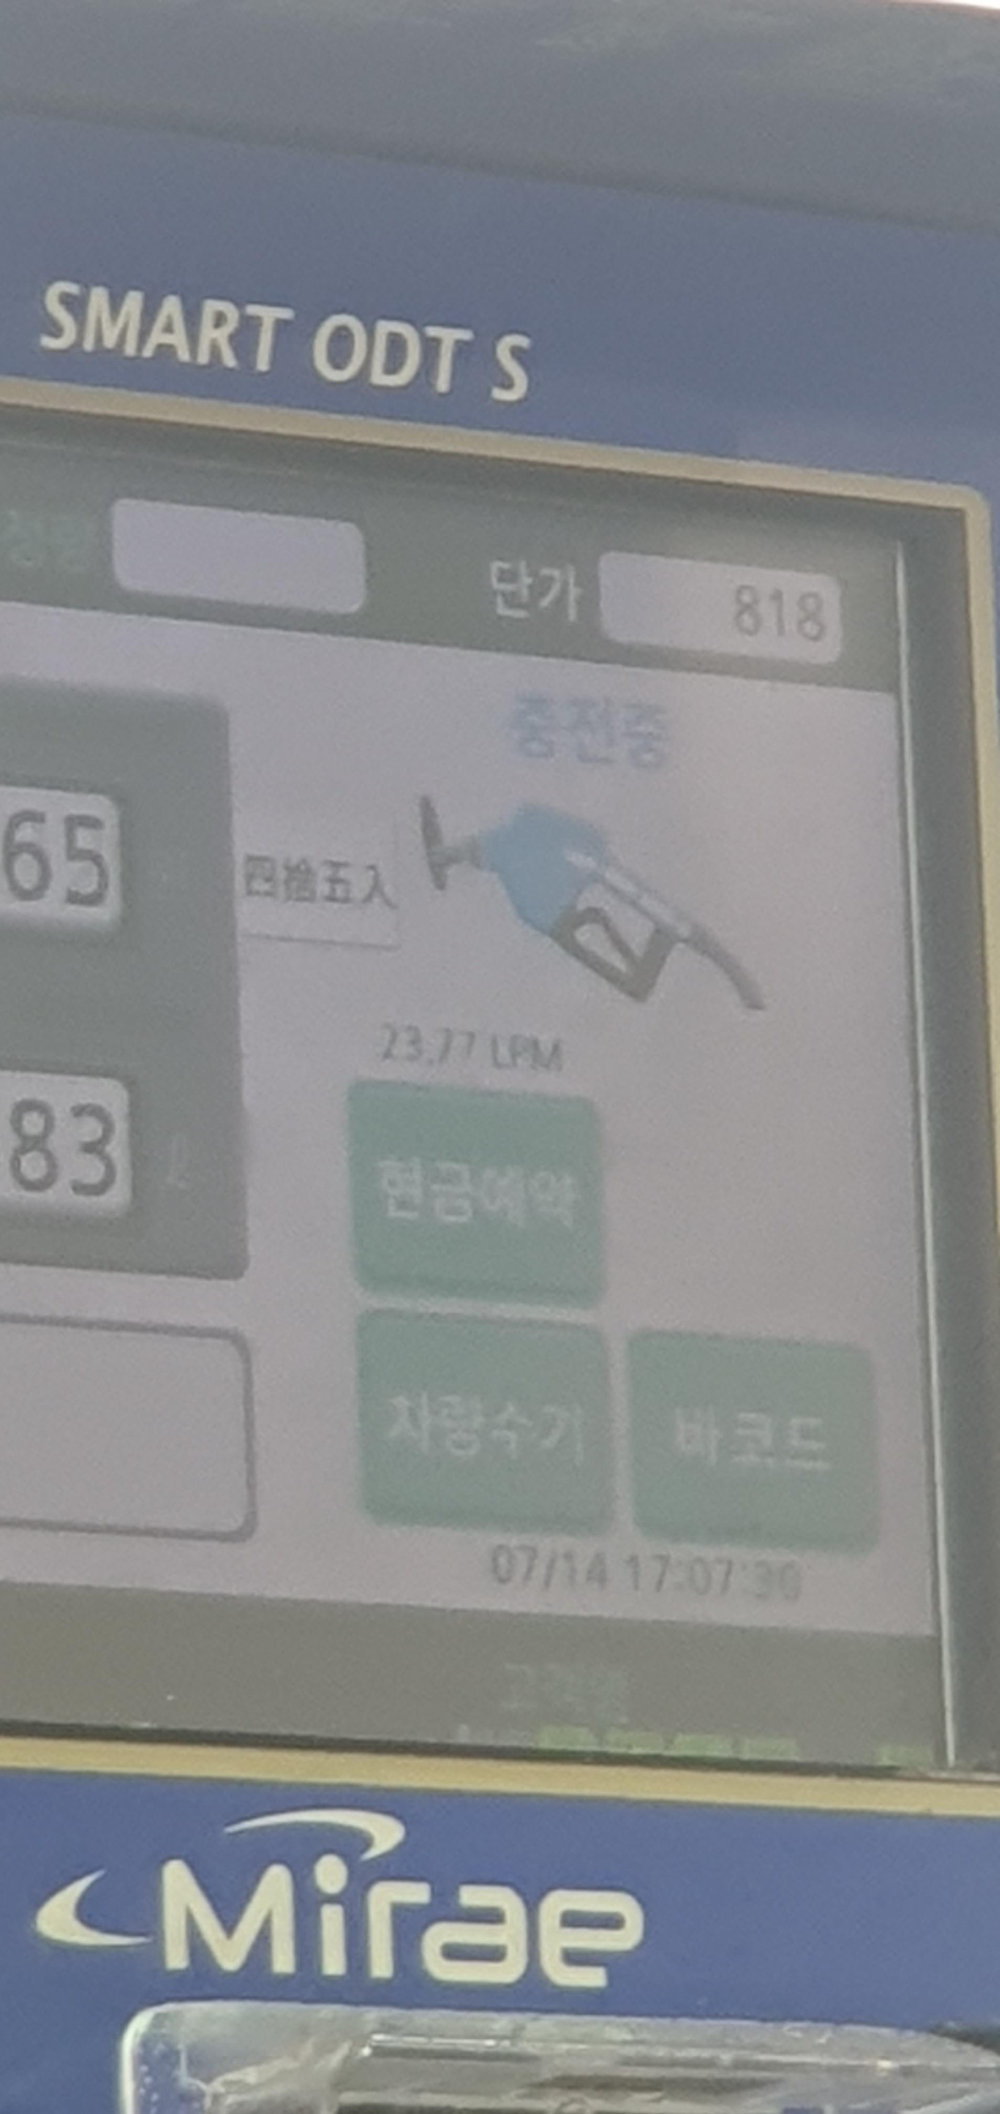 SMART ODT S
단가 818
충전중
65
四捨五入
23.77 LPM
83 ℓ
현금예약
차량수기 바코드
07/14 17:07:30
Mirae